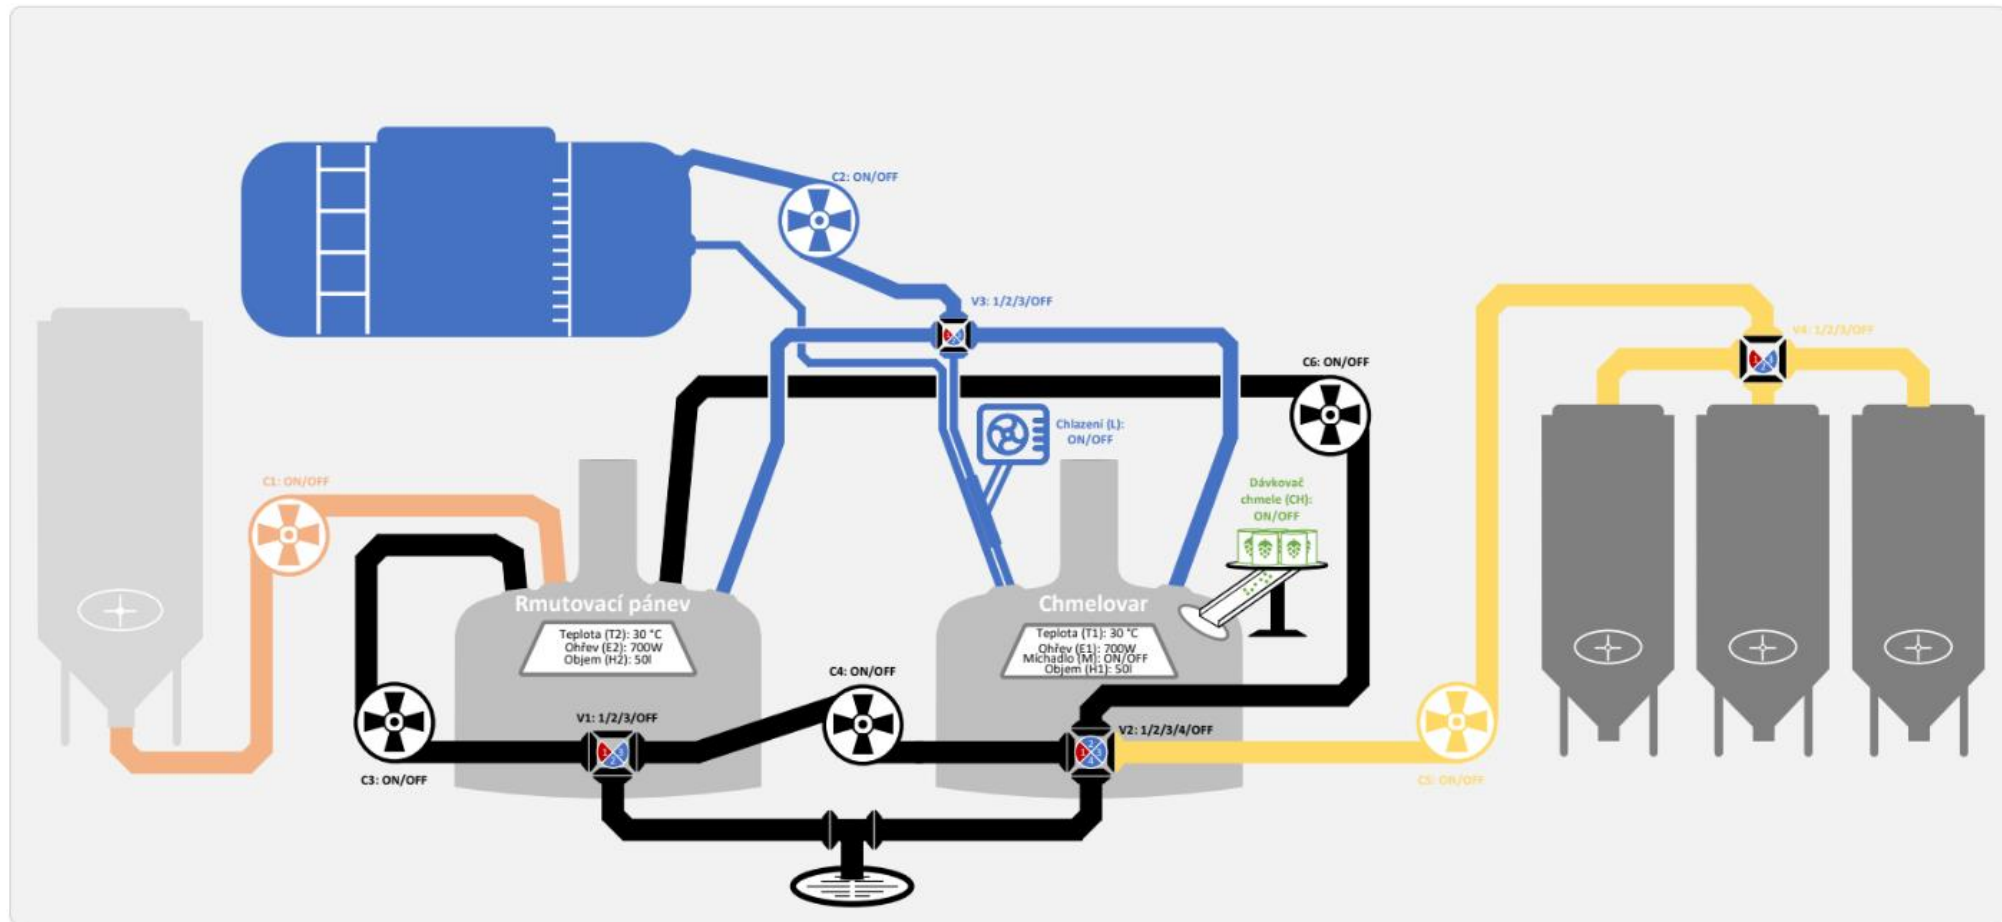 C2: ON/OFF
V3: 1/2/3/OFF
V4: 1/2/3/OFF
C6: ON/OFF
Chlazení (L):
ON/OFF
C1: ON/OFF
Dávkovač
chmele (CH):
ON/OFF
Rmutovací pánev
Teplota (T2): 30 °C
Ohřev (E2): 700W
Objem (H2): 50l
Chmelovar
Teplota (T1): 30 °C
Ohřev (E1): 700W
Míchadlo (M): ON/OFF
Objem (H1): 50l
C4: ON/OFF
V1: 1/2/3/OFF
V2: 1/2/3/4/OFF
C3: ON/OFF
C5: ON/OFF